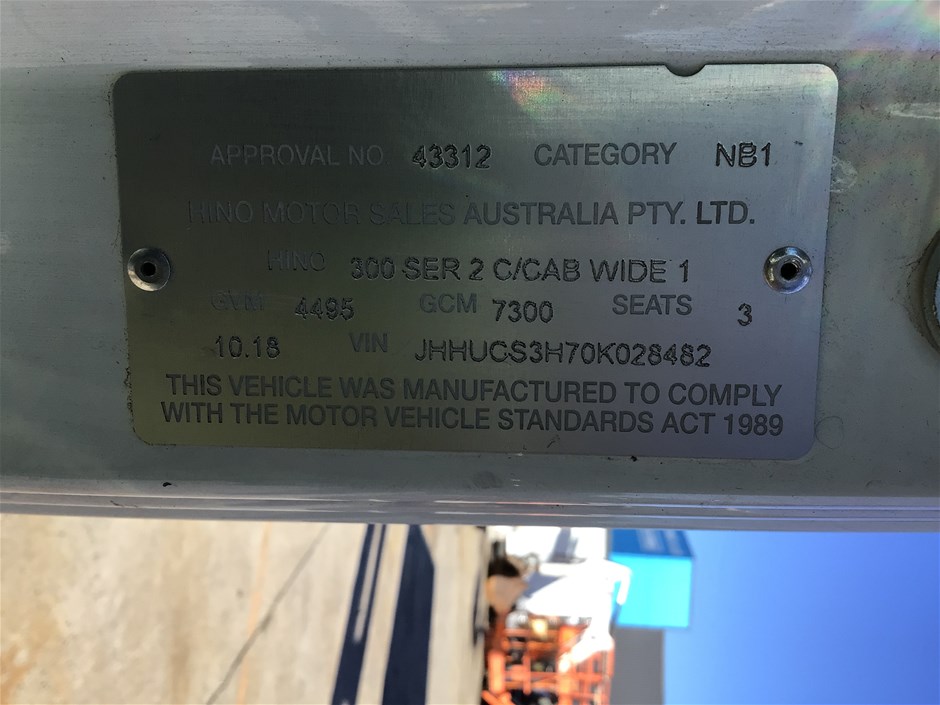 APPROVAL NO 43312 CATEGORY NB1
HINO MOTOR SALES AUSTRALIA PTY. LTD.
HINO 300 SER 2 C/CAB WIDE 1
GVM 4495 GCM 7300 SEATS 3
10.18 VIN JHHUCS3H70K028482
THIS VEHICLE WAS MANUFACTURED TO COMPLY
WITH THE MOTOR VEHICLE STANDARDS ACT 1989